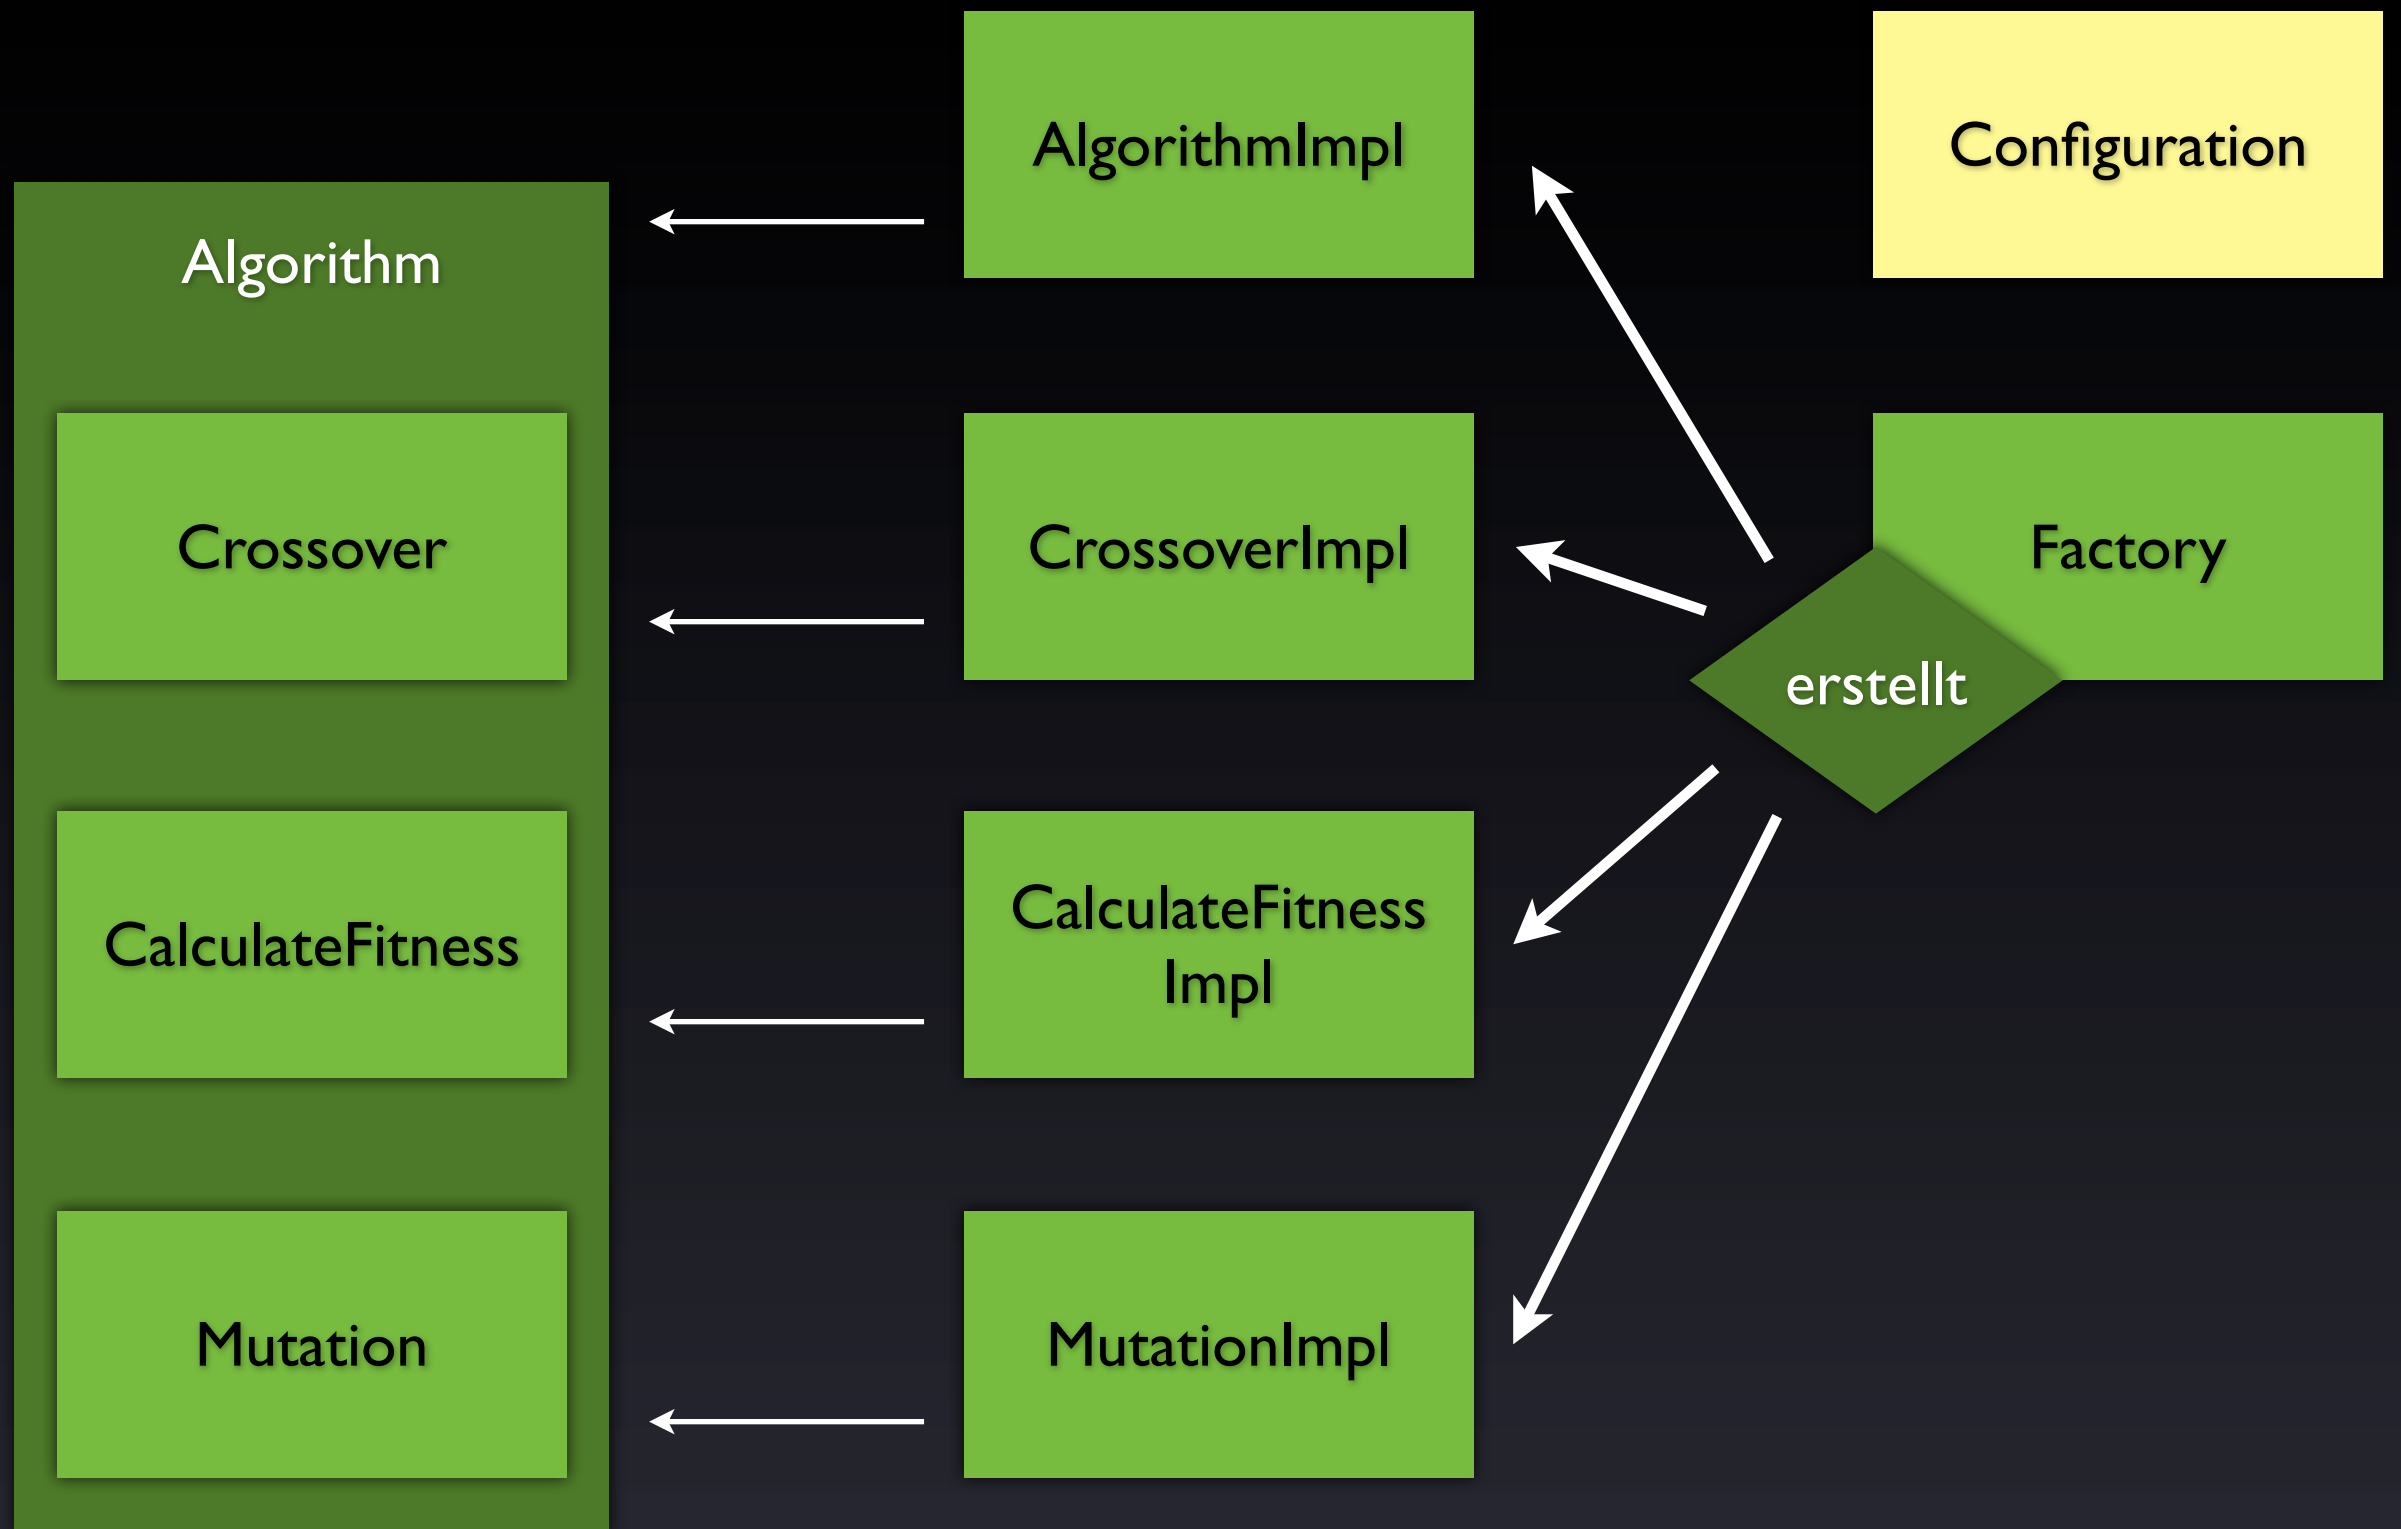 Algorithm
Crossover
CalculateFitness
Mutation
AlgorithmImpl
CrossoverImpl
CalculateFitness
Impl
MutationImpl
Configuration
Factory
erstellt